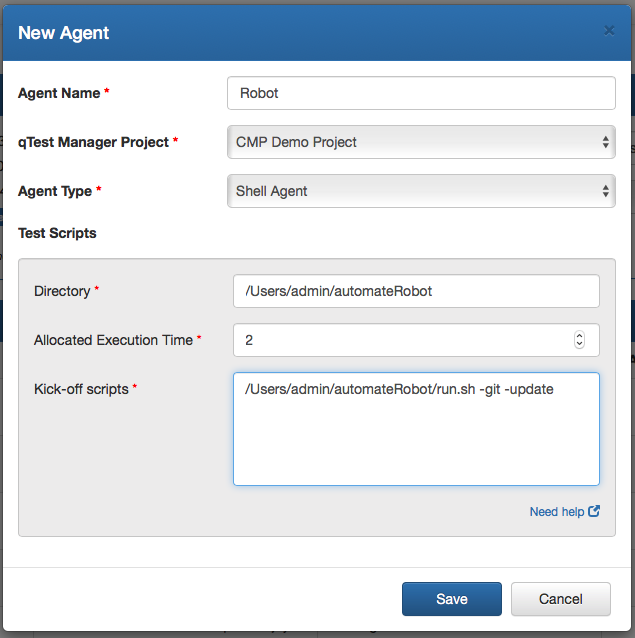 New Agent ×
Agent Name * Robot
qTest Manager Project * CMP Demo Project
Agent Type * Shell Agent
Test Scripts
Directory * /Users/admin/automateRobot
Allocated Execution Time * 2
Kick-off scripts * /Users/admin/automateRobot/run.sh -git -update
Need help
Save Cancel